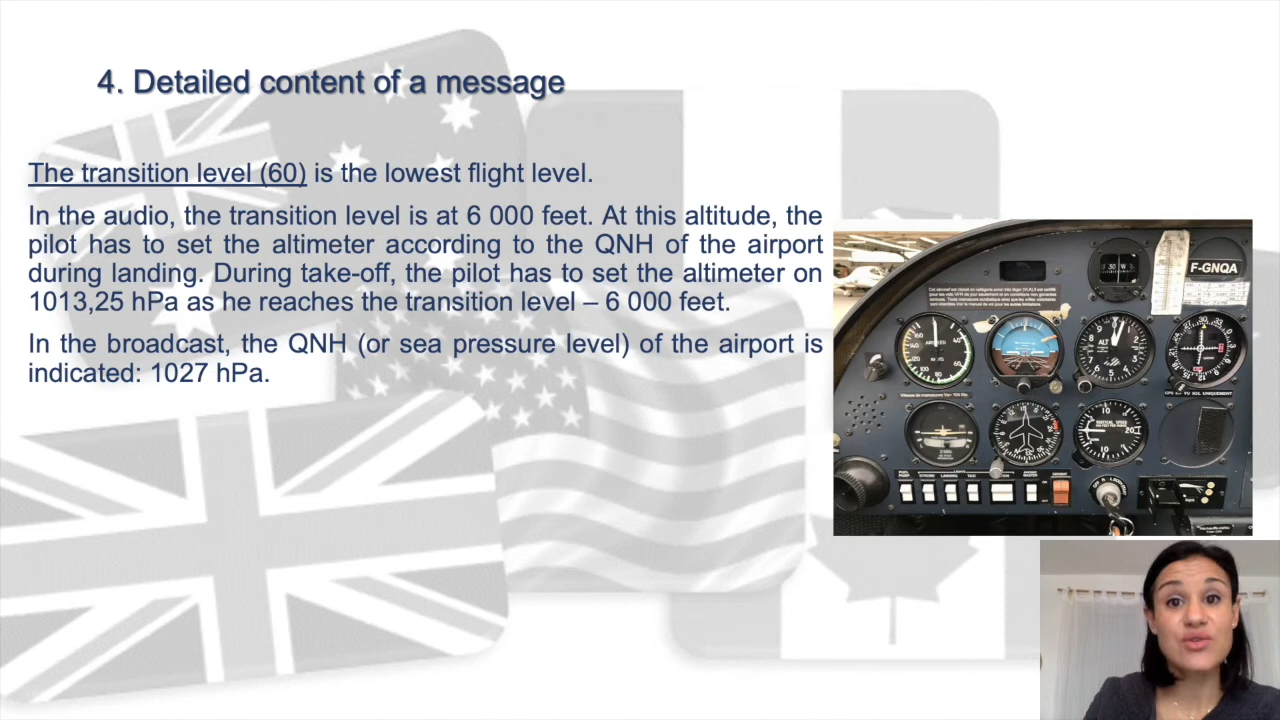 4. Detailed content of a message
The transition level (60) is the lowest flight level.
In the audio, the transition level is at 6 000 feet. At this altitude, the
pilot has to set the altimeter according to the QNH of the airport
during landing. During take-off, the pilot has to set the altimeter on
1013,25 hPa as he reaches the transition level – 6 000 feet.
In the broadcast, the QNH (or sea pressure level) of the airport is
indicated: 1027 hPa.
F-GNQA
ALT
VERTICAL SPEED